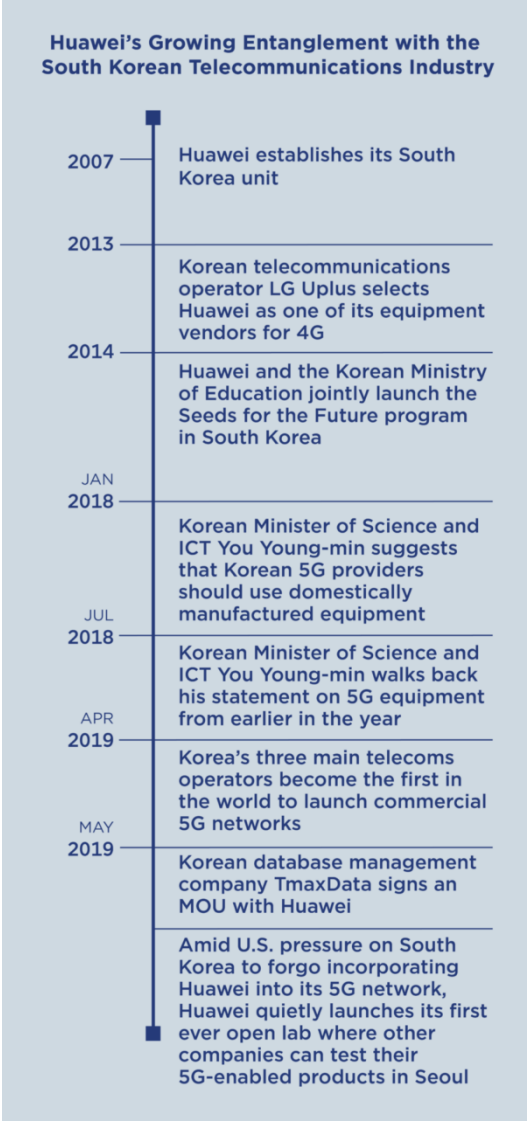 Huawei’s Growing Entanglement with the
South Korean Telecommunications Industry
2007
Huawei establishes its South
Korea unit
2013
Korean telecommunications
operator LG Uplus selects
Huawei as one of its equipment
vendors for 4G
2014
Huawei and the Korean Ministry
of Education jointly launch the
Seeds for the Future program
in South Korea
JAN
2018
Korean Minister of Science and
ICT You Young-min suggests
that Korean 5G providers
should use domestically
manufactured equipment
JUL
2018
Korean Minister of Science and
ICT You Young-min walks back
his statement on 5G equipment
from earlier in the year
APR
2019
Korea’s three main telecoms
operators become the first in
the world to launch commercial
5G networks
MAY
2019
Korean database management
company TmaxData signs an
MOU with Huawei
Amid U.S. pressure on South
Korea to forgo incorporating
Huawei into its 5G network,
Huawei quietly launches its first
ever open lab where other
companies can test their
5G-enabled products in Seoul